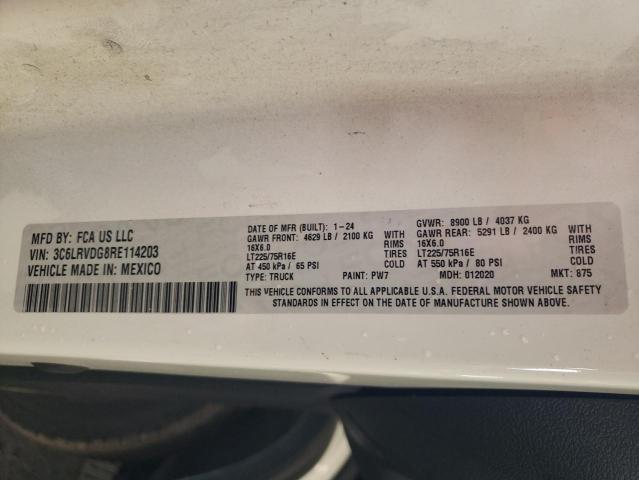 MFD BY: FCA US LLC
VIN: 3C6LRVDG8RE114203
VEHICLE MADE IN: MEXICO
DATE OF MFR (BUILT): 1-24
GAWR FRONT: 4629 LB / 2100 KG WITH
16X6.0 RIMS
LT225/75R16E TIRES
AT 450 kPa / 65 PSI COLD
TYPE: TRUCK PAINT: PW7
GVWR: 8900 LB / 4037 KG
GAWR REAR: 5291 LB / 2400 KG WITH
16X6.0 RIMS
LT225/75R16E TIRES
AT 550 kPa / 80 PSI COLD
MDH: 012020 MKT: 875
THIS VEHICLE CONFORMS TO ALL APPLICABLE U.S.A. FEDERAL MOTOR VEHICLE SAFETY
STANDARDS IN EFFECT ON THE DATE OF MANUFACTURE SHOWN ABOVE.